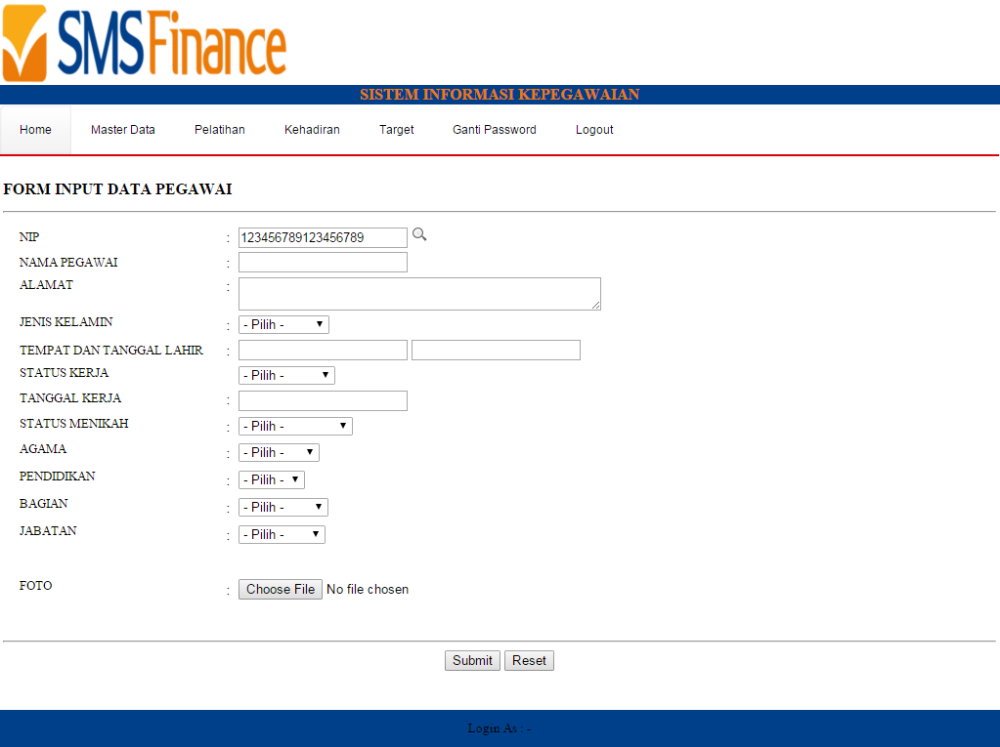 SMSFinance
SISTEM INFORMASI KEPEGAWAIAN
Home Master Data Pelatihan Kehadiran Target Ganti Password Logout
FORM INPUT DATA PEGAWAI
NIP : 123456789123456789
NAMA PEGAWAI :
ALAMAT :
JENIS KELAMIN : - Pilih -
TEMPAT DAN TANGGAL LAHIR :
STATUS KERJA - Pilih -
TANGGAL KERJA :
STATUS MENIKAH : - Pilih -
AGAMA : - Pilih -
PENDIDIKAN : - Pilih -
BAGIAN : - Pilih -
JABATAN : - Pilih -
FOTO : Choose File No file chosen
Submit Reset
Login As : -